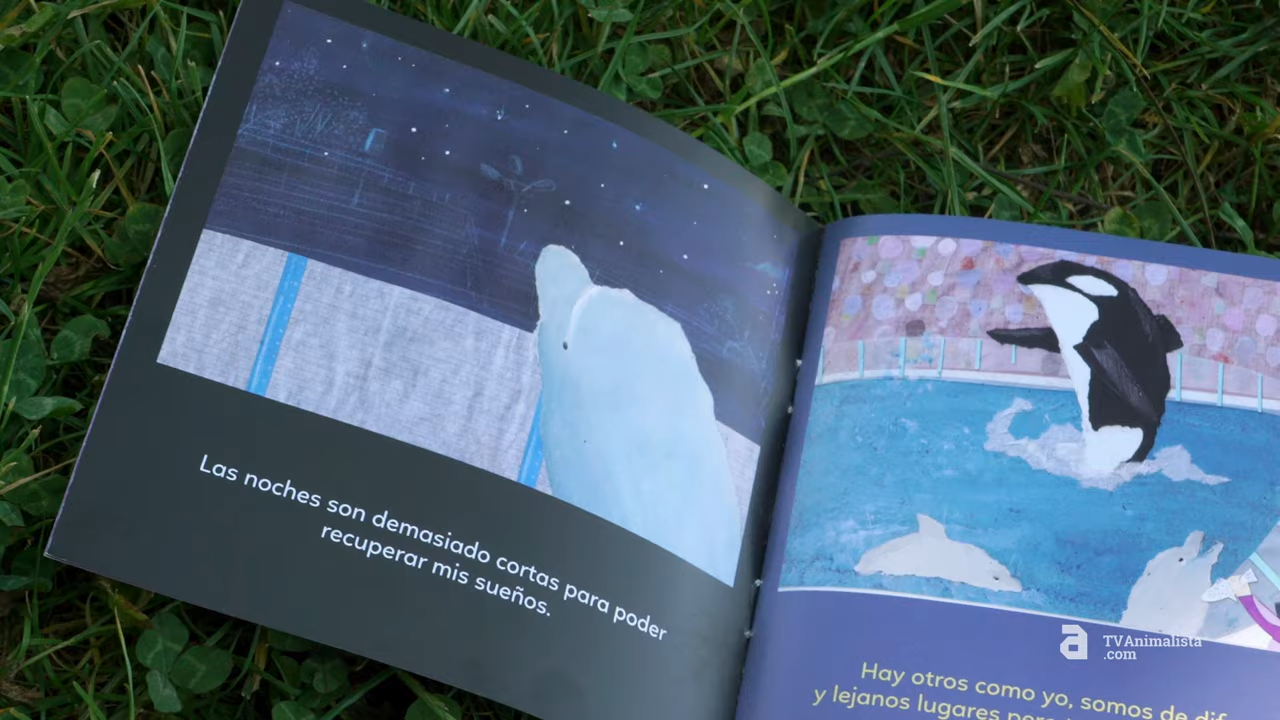 Las noches son demasiado cortas para poder
recuperar mis sueños.
Hay otros como yo, somos de
y lejanos lugares
TVAnimalista
.com